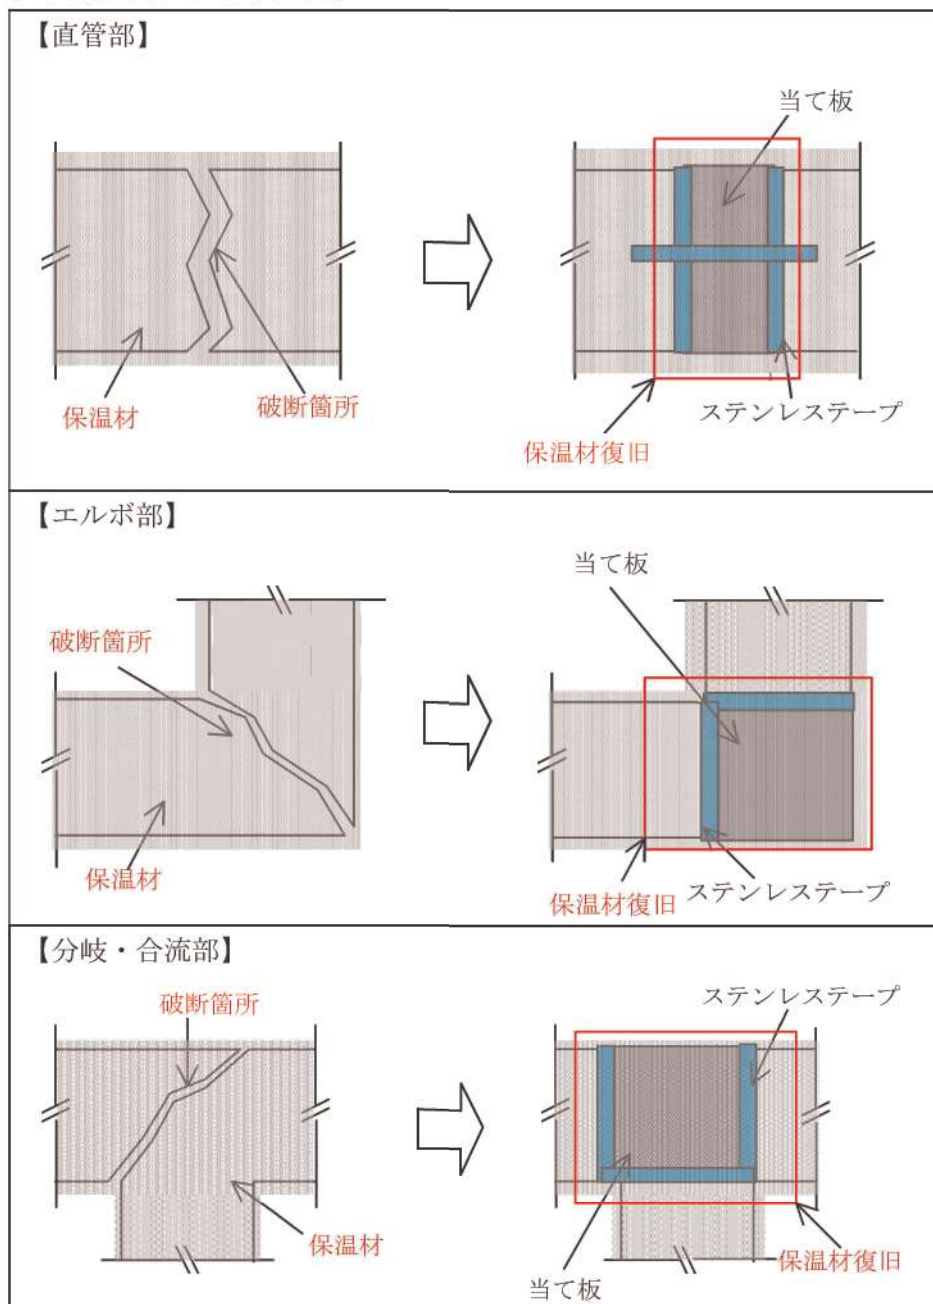 【直管部】
当て板
保温材
破断箇所
ステンレステープ
保温材復旧
【エルボ部】
当て板
破断箇所
保温材
ステンレステープ
保温材復旧
【分岐・合流部】
破断箇所
ステンレステープ
保温材
保温材復旧
当て板